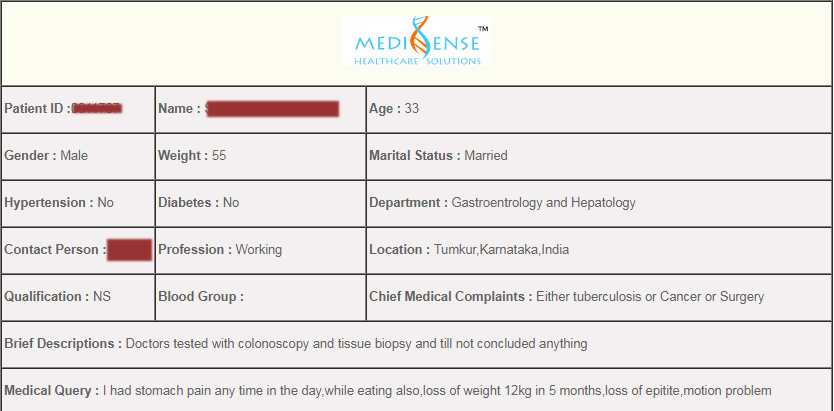 MEDISENSE™
HEALTHCARE SOLUTIONS
Patient ID : Name : Age : 33
Gender : Male Weight : 55 Marital Status : Married
Hypertension : No Diabetes : No Department : Gastroentrology and Hepatology
Contact Person : Profession : Working Location : Tumkur,Karnataka,India
Qualification : NS Blood Group : Chief Medical Complaints : Either tuberculosis or Cancer or Surgery
Brief Descriptions : Doctors tested with colonoscopy and tissue biopsy and till not concluded anything
Medical Query : I had stomach pain any time in the day,while eating also,loss of weight 12kg in 5 months,loss of epitite,motion problem